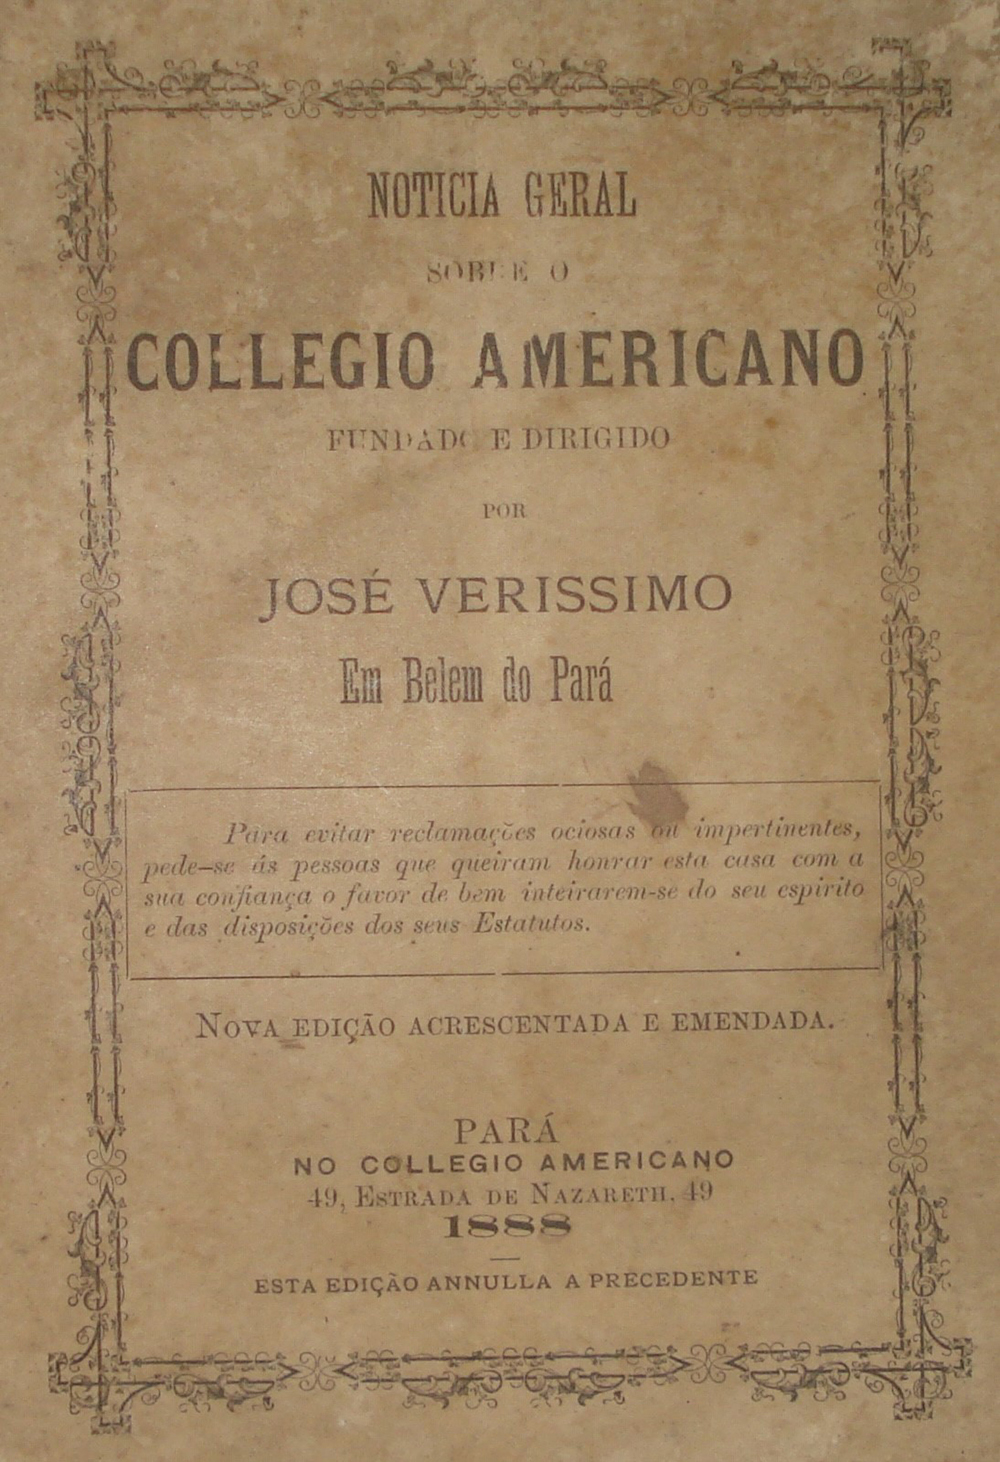 NOTICIA GERAL
SOBRE O
COLLEGIO AMERICANO
FUNDADO E DIRIGIDO
POR
JOSÉ VERISSIMO
Em Belem do Pará
Para evitar reclamações ociosas ou impertinentes,
pede-se ás pessoas que queiram honrar esta casa com a
sua confiança o favor de bem inteirarem-se do seu espirito
e das disposições dos seus Estatutos.
NOVA EDIÇÃO ACRESCENTADA E EMENDADA.
PARÁ
NO COLLEGIO AMERICANO
49, ESTRADA DE NAZARETH, 49
1888
ESTA EDIÇÃO ANNULLA A PRECEDENTE